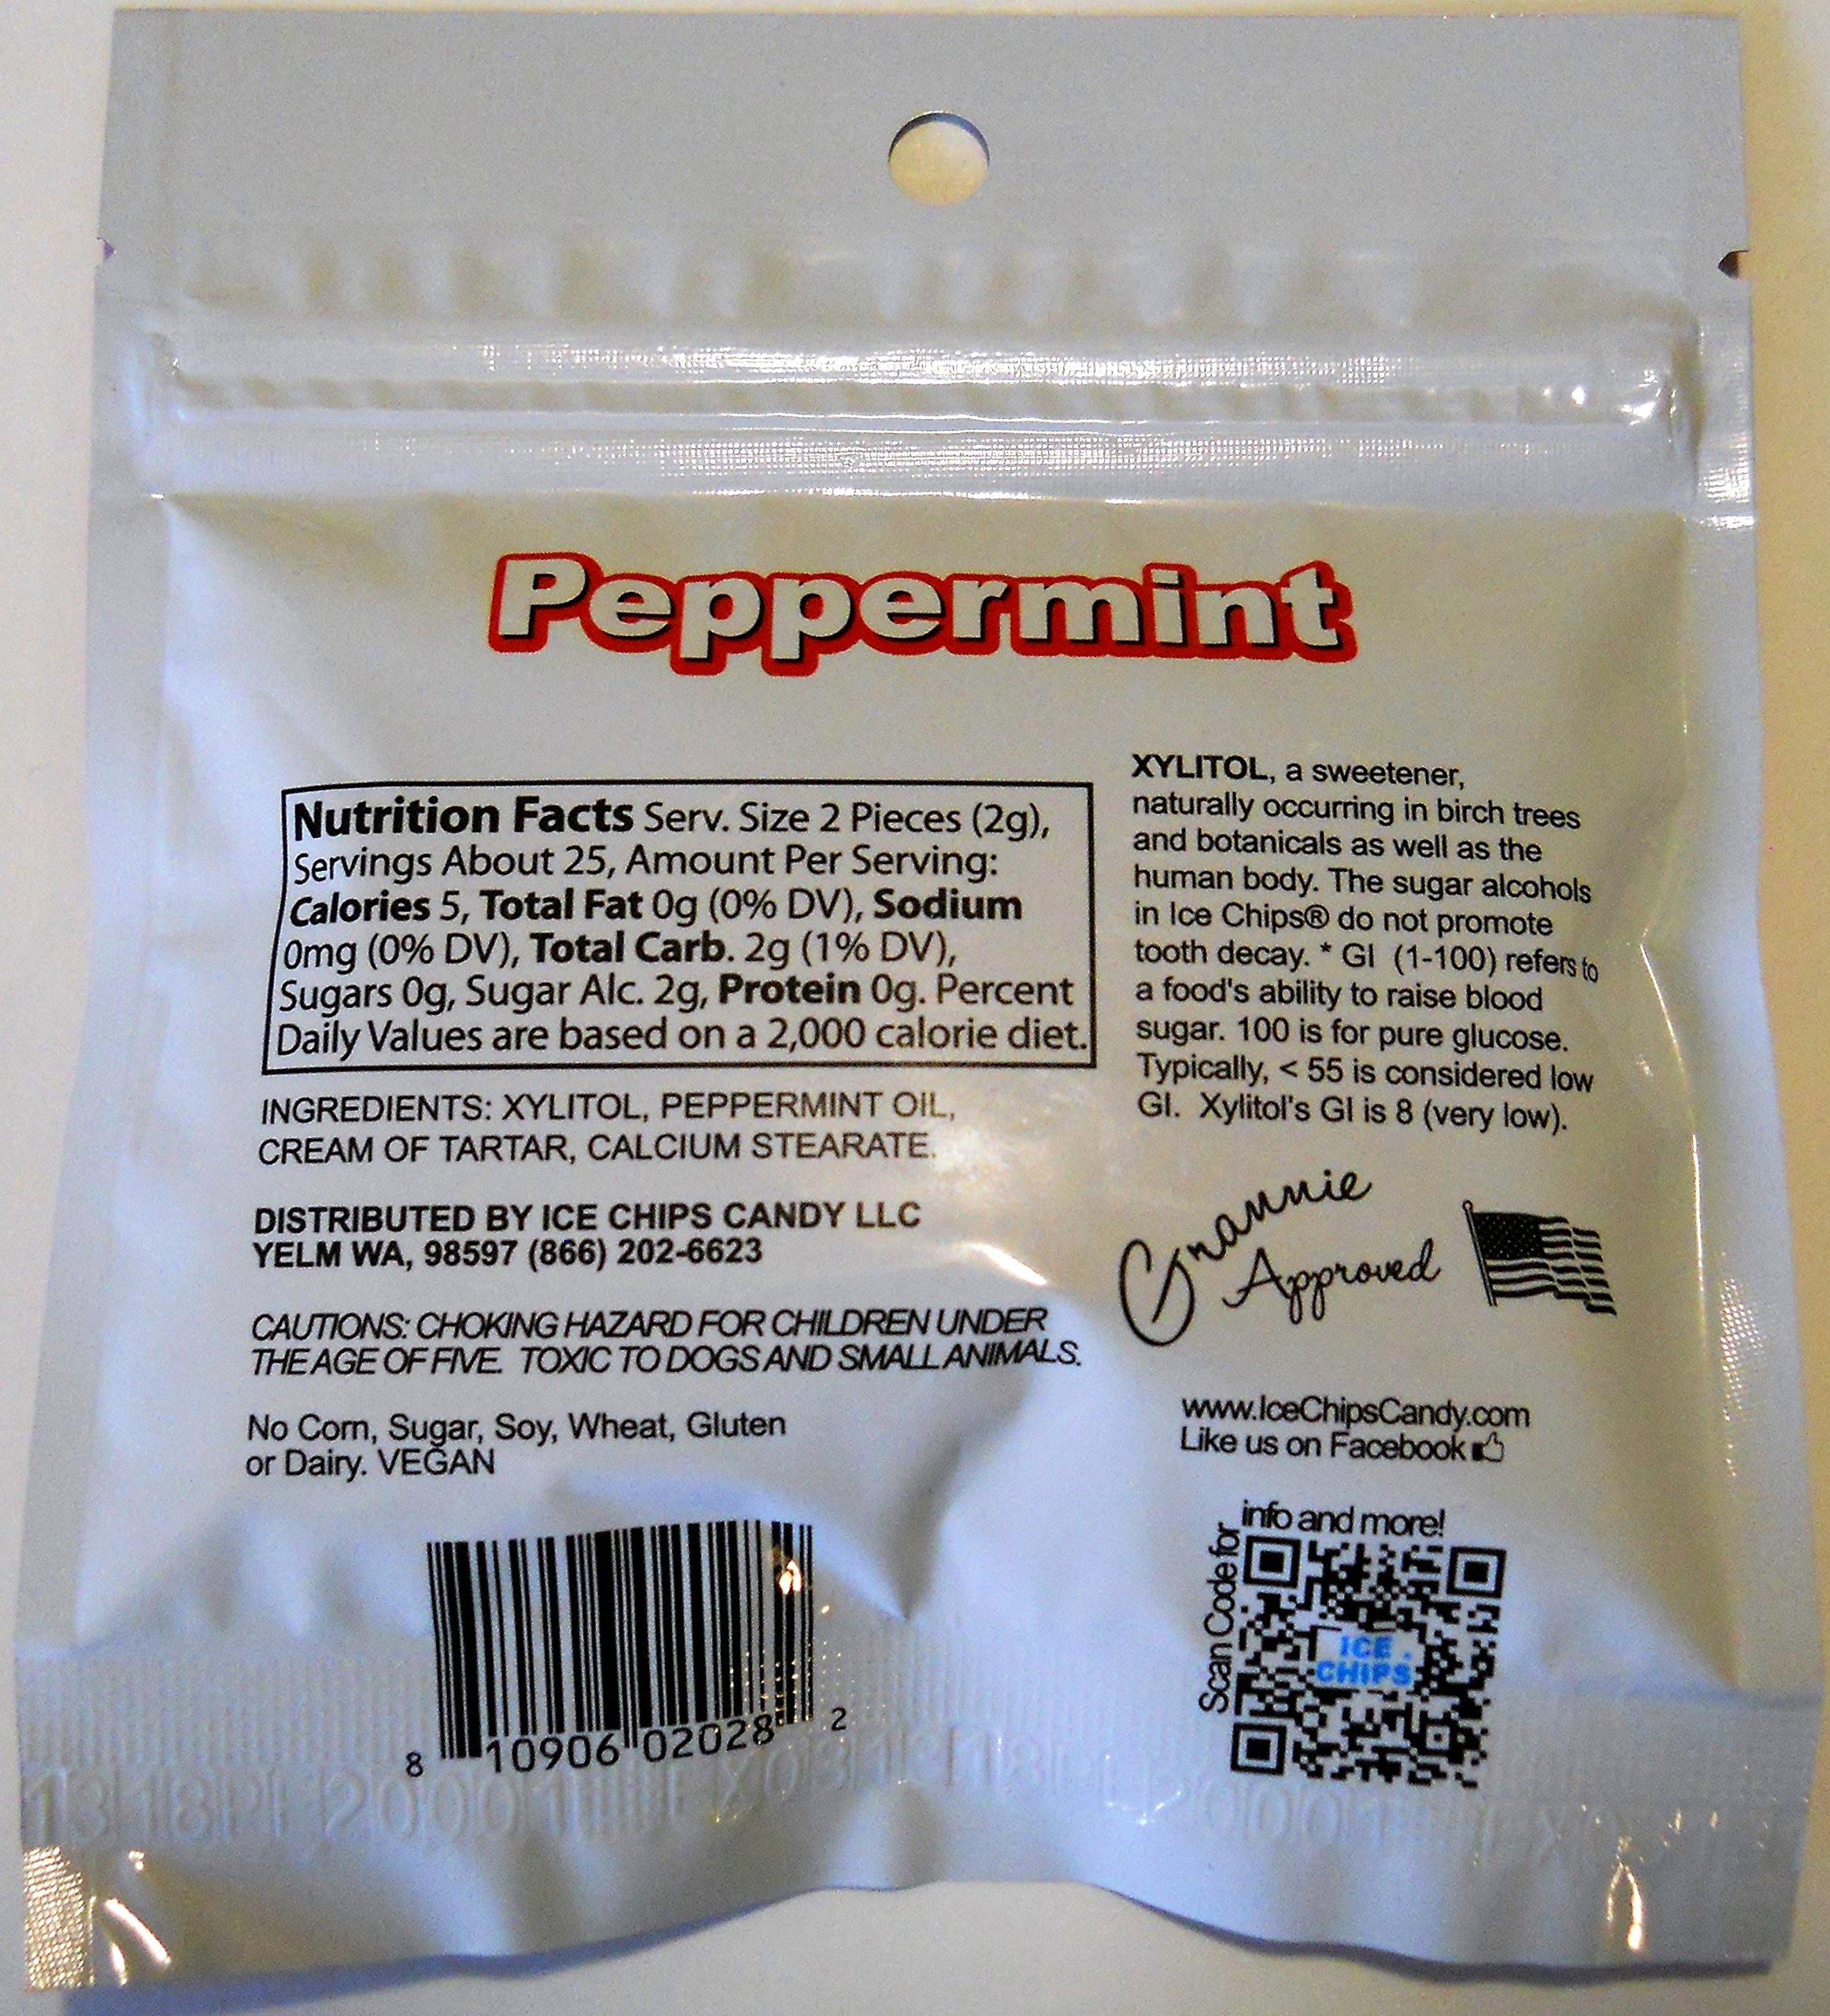 Peppermint
Nutrition Facts Serv. Size 2 Pieces (2g),
Servings About 25, Amount Per Serving:
Calories 5, Total Fat 0g (0% DV), Sodium
0mg (0% DV), Total Carb. 2g (1% DV),
Sugars 0g, Sugar Alc. 2g, Protein 0g. Percent
Daily Values are based on a 2,000 calorie diet.
INGREDIENTS: XYLITOL, PEPPERMINT OIL,
CREAM OF TARTAR, CALCIUM STEARATE.
DISTRIBUTED BY ICE CHIPS CANDY LLC
YELM WA, 98597 (866) 202-6623
CAUTIONS: CHOKING HAZARD FOR CHILDREN UNDER
THE AGE OF FIVE. TOXIC TO DOGS AND SMALL ANIMALS.
No Corn, Sugar, Soy, Wheat, Gluten
or Dairy. VEGAN
8 10906 02028 2
XYLITOL, a sweetener,
naturally occurring in birch trees
and botanicals as well as the
human body. The sugar alcohols
in Ice Chips® do not promote
tooth decay. * GI (1-100) refers to
a food's ability to raise blood
sugar. 100 is for pure glucose.
Typically, < 55 is considered low
GI. Xylitol's GI is 8 (very low).
Grannie
Approved
www.IceChipsCandy.com
Like us on Facebook
Scan Code for
info and more!
ICE
CHIPS